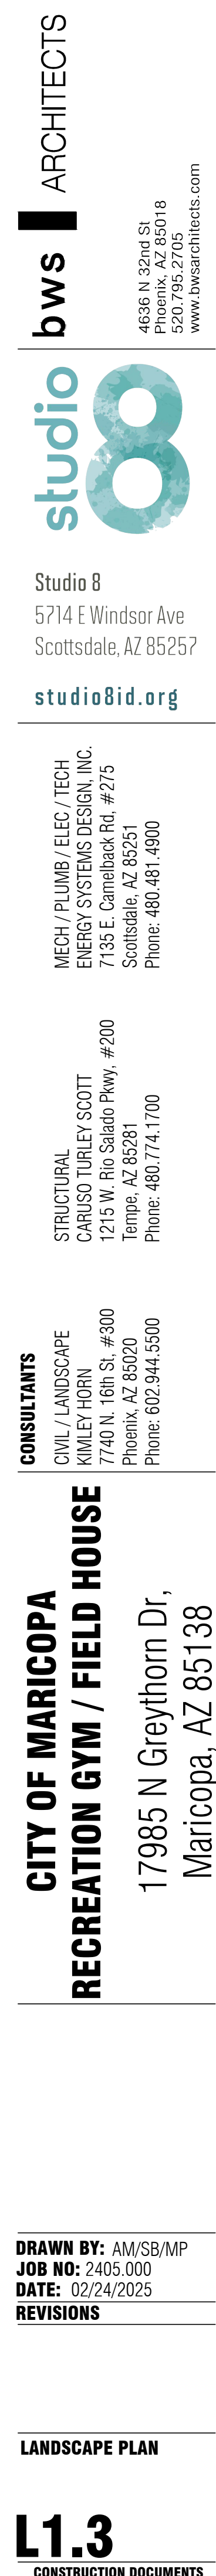 bws ARCHITECTS
4636 N 32nd St
Phoenix, AZ 85018
520.795.2705
www.bwsarchitects.com
studio
8
Studio 8
5714 E Windsor Ave
Scottsdale, AZ 85257
studio8id.org
MECH / PLUMB / ELEC / TECH
ENERGY SYSTEMS DESIGN, INC.
7135 E. Camelback Rd, #275
Scottsdale, AZ 85251
Phone: 480.481.4900
STRUCTURAL
CARUSO TURLEY SCOTT
1215 W. Rio Salado Pkwy, #200
Tempe, AZ 85281
Phone: 480.774.1700
CONSULTANTS
CIVIL / LANDSCAPE
KIMLEY HORN
7740 N. 16th St, #300
Phoenix, AZ 85020
Phone: 602.944.5500
CITY OF MARICOPA
RECREATION GYM / FIELD HOUSE
17985 N Greythorn Dr,
Maricopa, AZ 85138
DRAWN BY: AM/SB/MP
JOB NO: 2405.000
DATE: 02/24/2025
REVISIONS
LANDSCAPE PLAN
L1.3
CONSTRUCTION DOCUMENTS